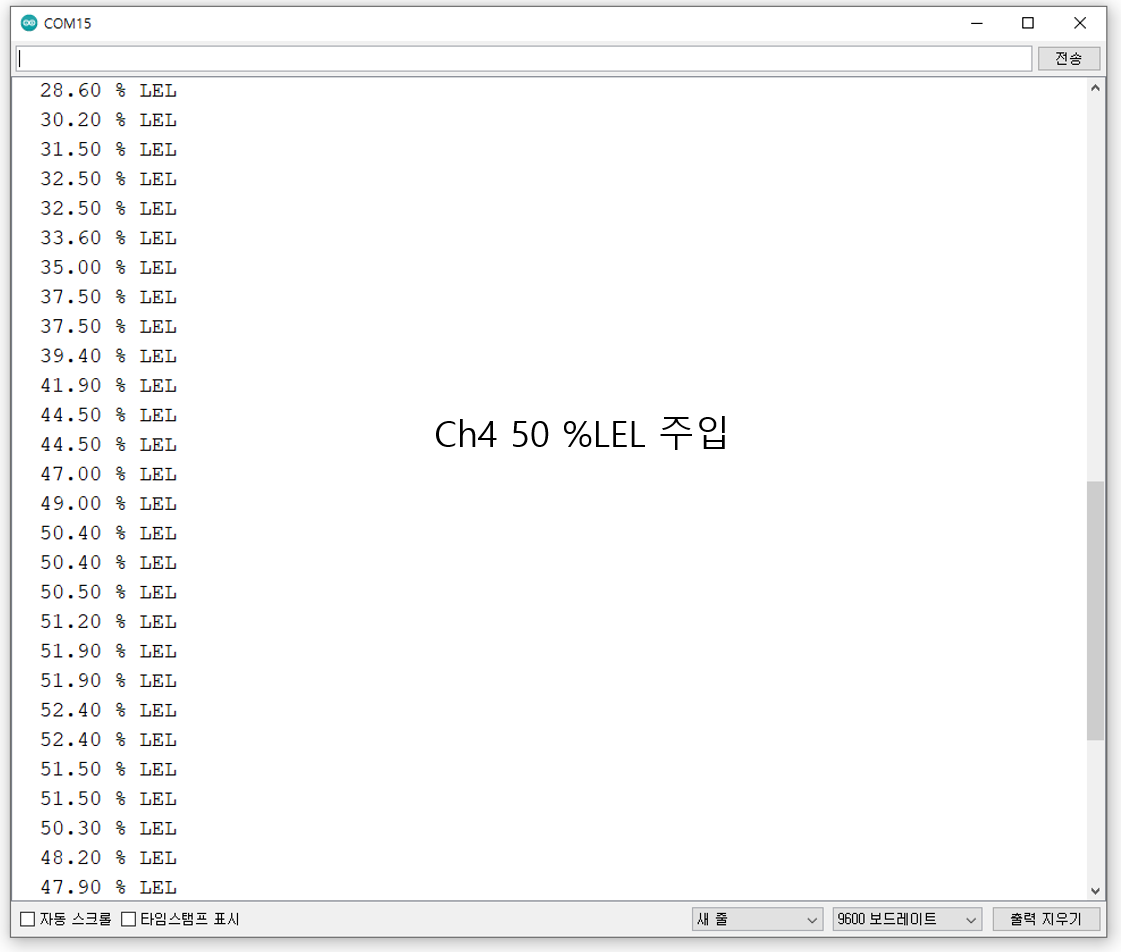 COM15
전송
28.60 % LEL
30.20 % LEL
31.50 % LEL
32.50 % LEL
32.50 % LEL
33.60 % LEL
35.00 % LEL
37.50 % LEL
37.50 % LEL
39.40 % LEL
41.90 % LEL
44.50 % LEL
44.50 % LEL
47.00 % LEL
49.00 % LEL
50.40 % LEL
50.40 % LEL
50.50 % LEL
51.20 % LEL
51.90 % LEL
51.90 % LEL
52.40 % LEL
52.40 % LEL
51.50 % LEL
51.50 % LEL
50.30 % LEL
48.20 % LEL
47.90 % LEL
Ch4 50 %LEL 주입
자동 스크롤 타임스탬프 표시 새 줄 9600 보드레이트 출력 지우기